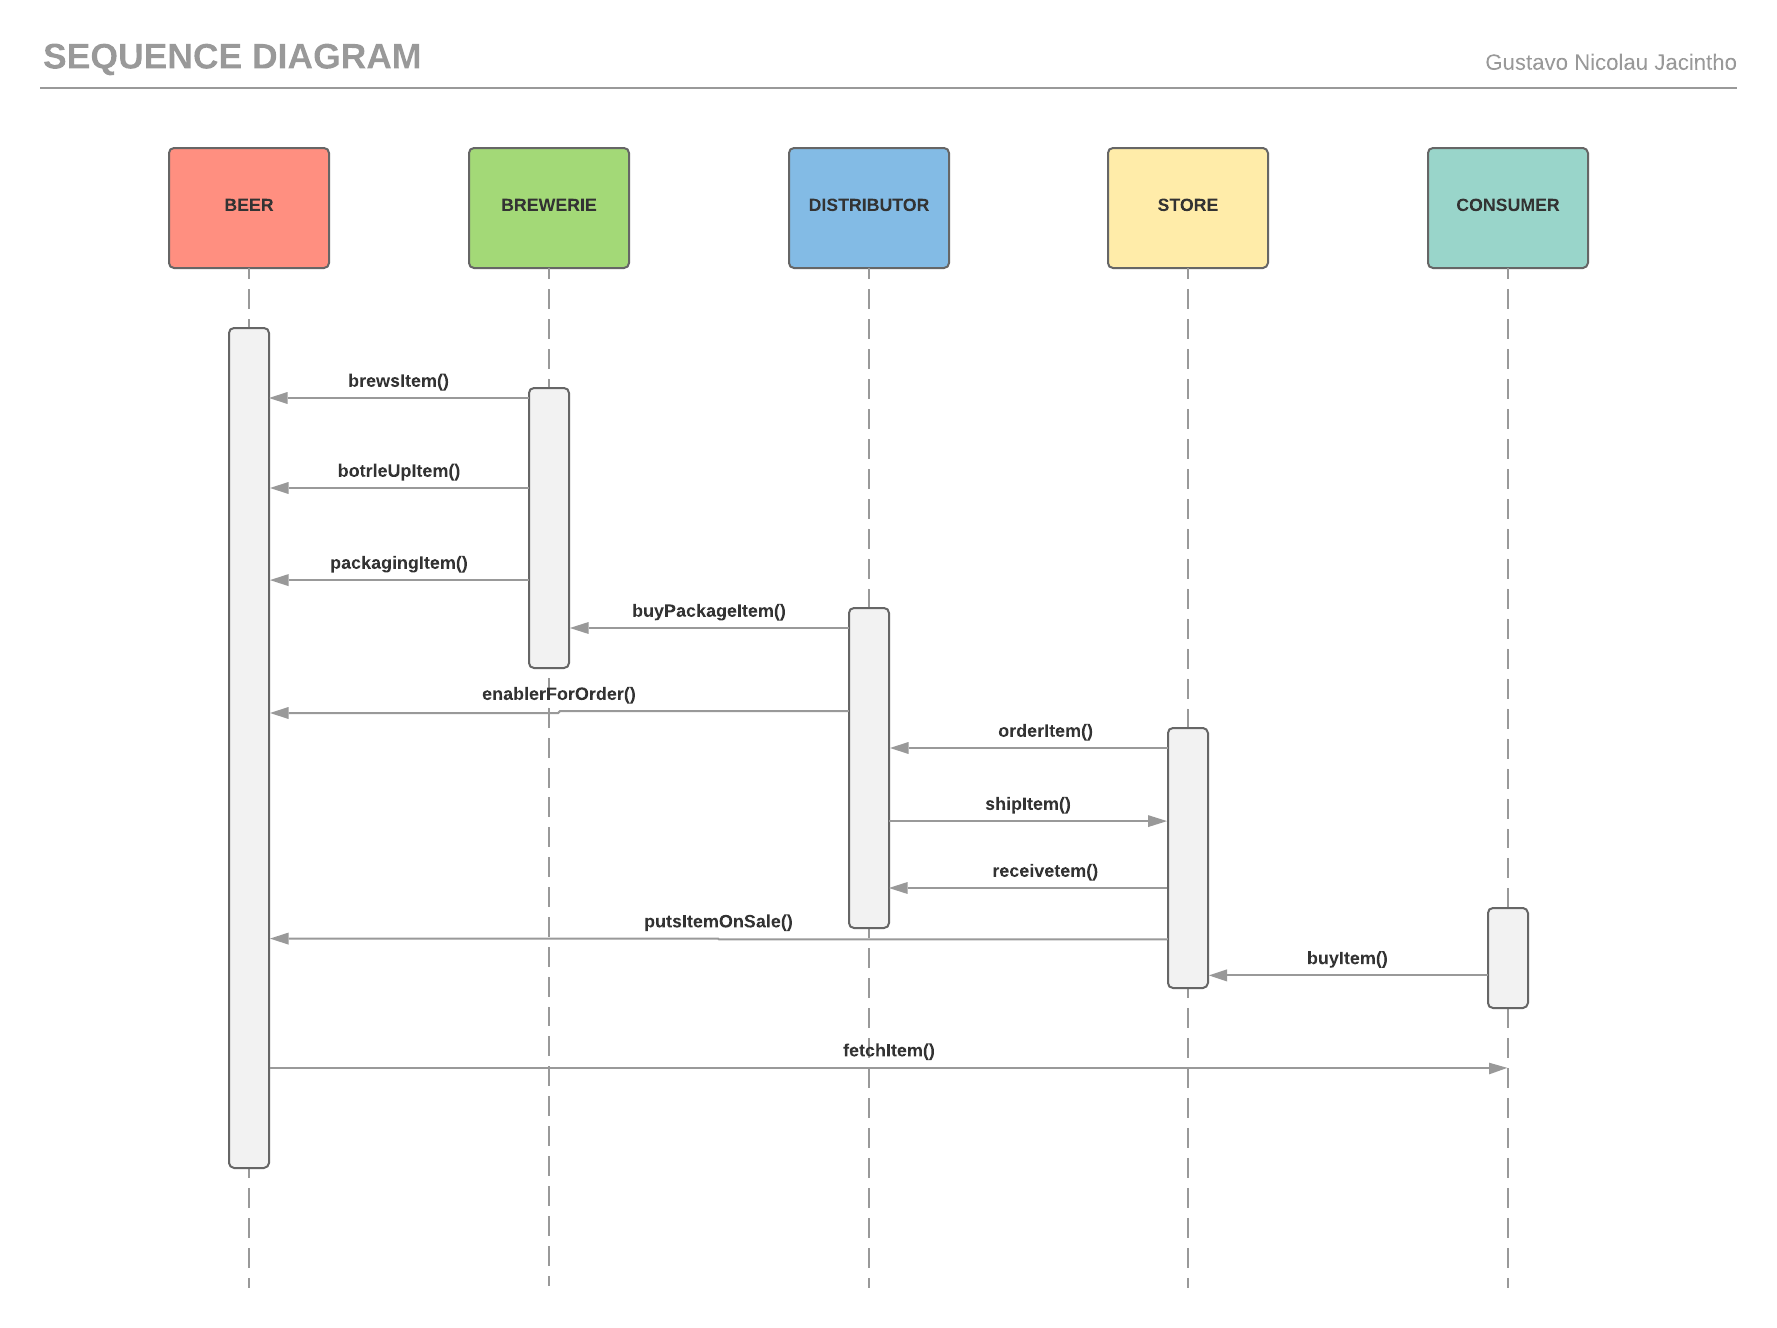 SEQUENCE DIAGRAM
Gustavo Nicolau Jacintho
BEER
BREWERIE
DISTRIBUTOR
STORE
CONSUMER
brewsItem()
botrleUpItem()
packagingItem()
buyPackageItem()
enablerForOrder()
orderItem()
shipItem()
receivetem()
putsItemOnSale()
buyItem()
fetchItem()